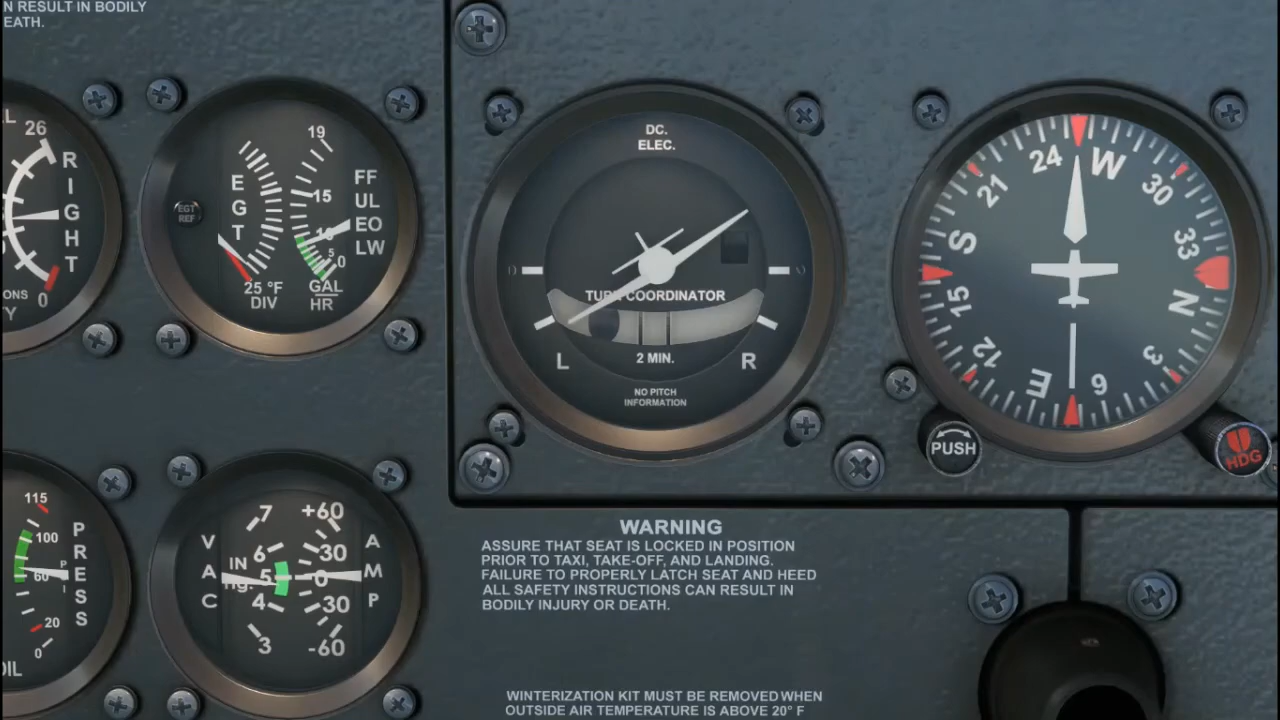 N RESULT IN BODILY
EATH.
L
26
RIGHT
ONS
Y
0
EGT
REF
EGT
25 °F
DIV
19
15
10
5
0
GAL
HR
FF
UL
EO
LW
DC.
ELEC.
TURN COORDINATOR
L
2 MIN.
R
NO PITCH
INFORMATION
24
W
30
33
N
3
6
E
12
15
S
21
PUSH
HDG
115
100
60
20
0
PRESS
OIL
VAC
IN
Hg.
7
6
5
4
3
+60
+30
0
-30
-60
AMP
WARNING
ASSURE THAT SEAT IS LOCKED IN POSITION
PRIOR TO TAXI, TAKE-OFF, AND LANDING.
FAILURE TO PROPERLY LATCH SEAT AND HEED
ALL SAFETY INSTRUCTIONS CAN RESULT IN
BODILY INJURY OR DEATH.
WINTERIZATION KIT MUST BE REMOVED WHEN
OUTSIDE AIR TEMPERATURE IS ABOVE 20° F